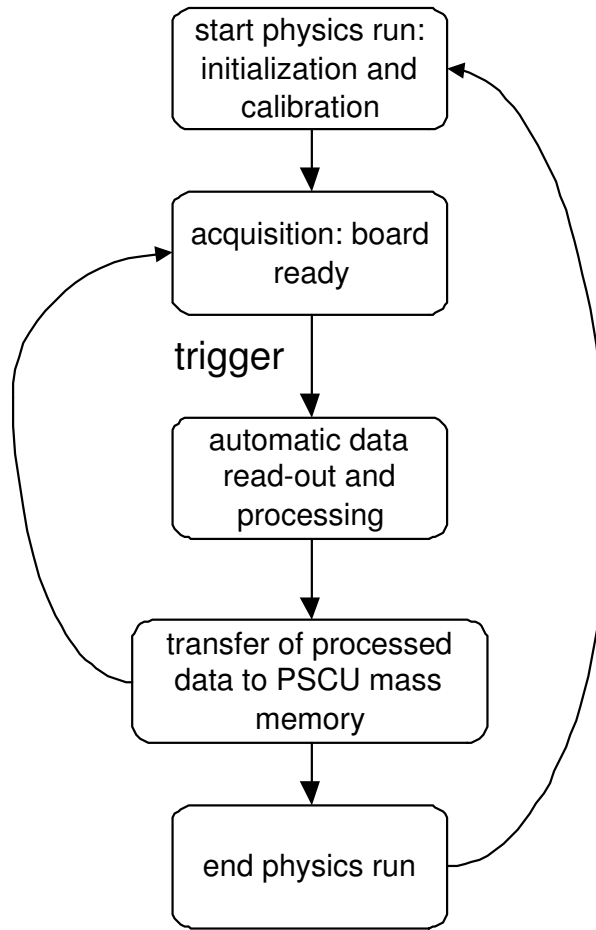 start physics run:
initialization and
calibration
acquisition: board
ready
trigger
automatic data
read-out and
processing
transfer of processed
data to PSCU mass
memory
end physics run